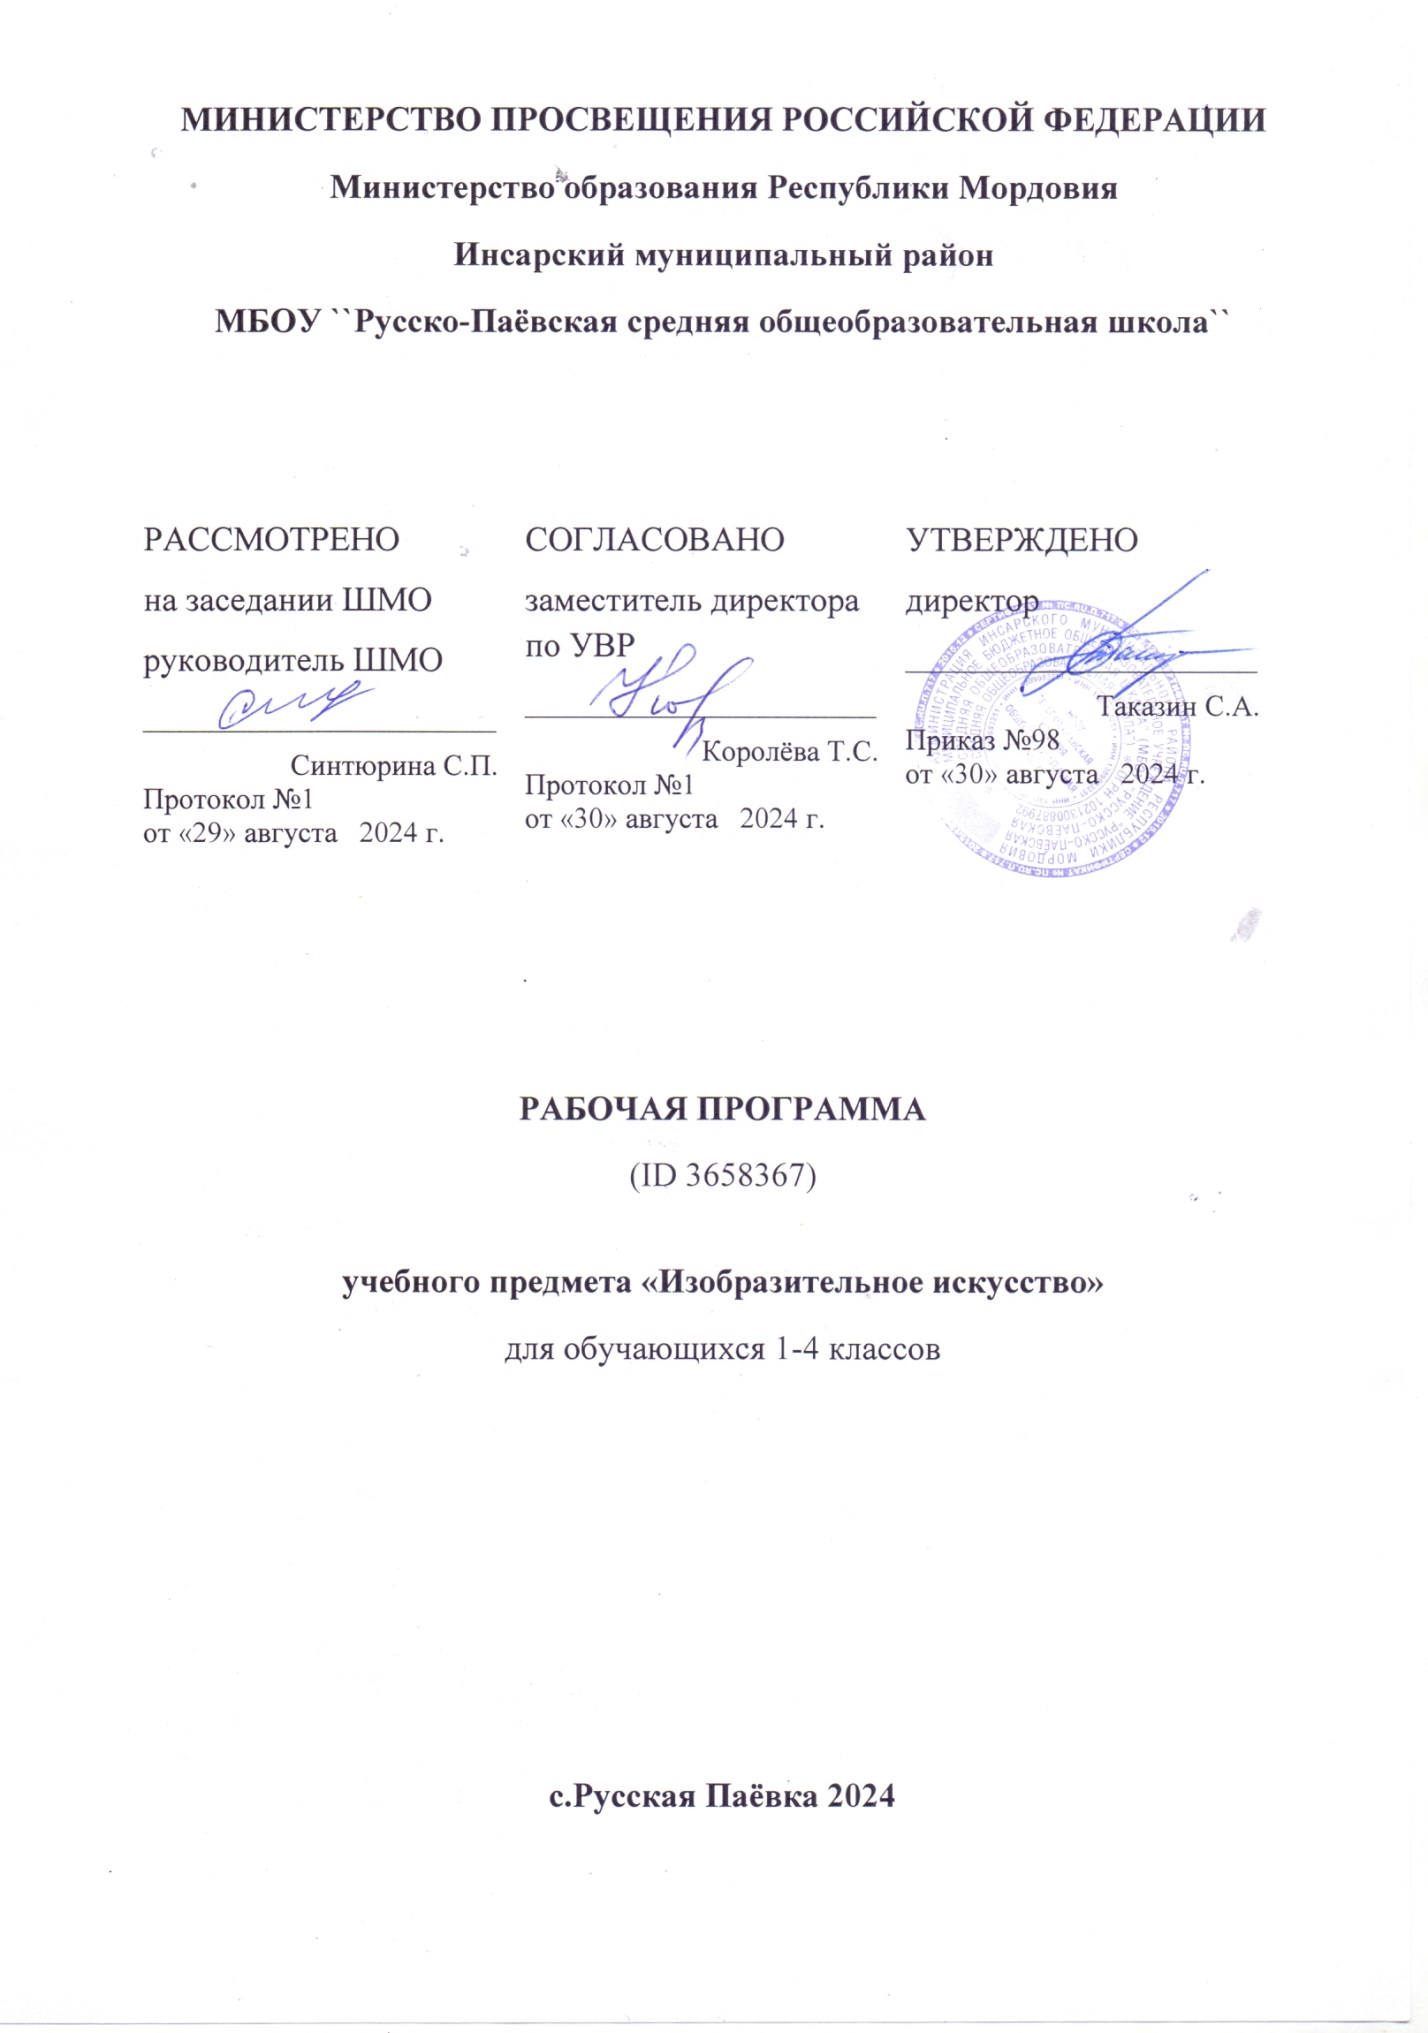 МИНИСТЕРСТВО ПРОСВЕЩЕНИЯ РОССИЙСКОЙ ФЕДЕРАЦИИ
Министерство образования Республики Мордовия
Инсарский муниципальный район
МБОУ ``Русско-Паёвская средняя общеобразовательная школа``
РАССМОТРЕНО
на заседании ШМО
руководитель ШМО
Синтюрина С.П.
Протокол №1
от «29» августа 2024 г.
СОГЛАСОВАНО
заместитель директора
по УВР
Королёва Т.С.
Протокол №1
от «30» августа 2024 г.
УТВЕРЖДЕНО
директор
Таказин С.А.
Приказ №98
от «30» августа 2024 г.
РАБОЧАЯ ПРОГРАММА
(ID 3658367)
учебного предмета «Изобразительное искусство»
для обучающихся 1-4 классов
с.Русская Паёвка 2024